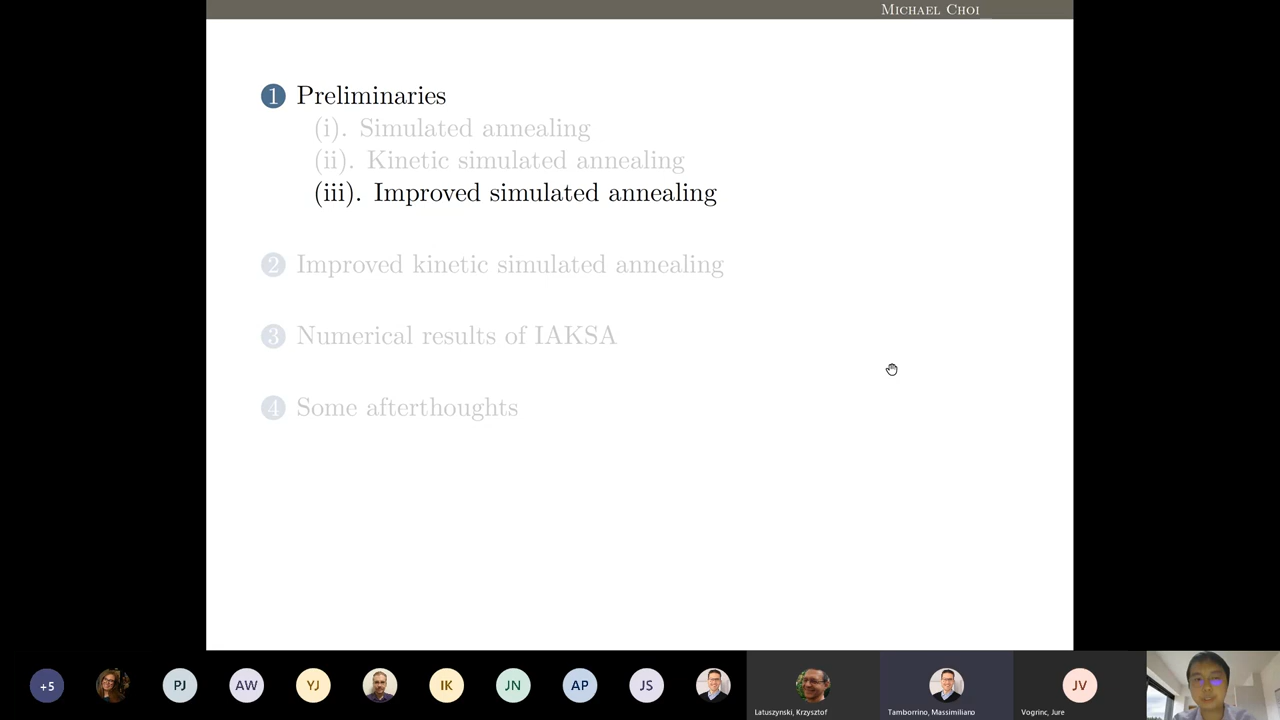 MICHAEL CHOI
1 Preliminaries
(i). Simulated annealing
(ii). Kinetic simulated annealing
(iii). Improved simulated annealing
2 Improved kinetic simulated annealing
3 Numerical results of IAKSA
4 Some afterthoughts
+5
PJ
AW
YJ
IK
JN
AP
JS
JV
Latuszynski, Krzysztof
Tamborrino, Massimiliano
Vogrinc, Jure